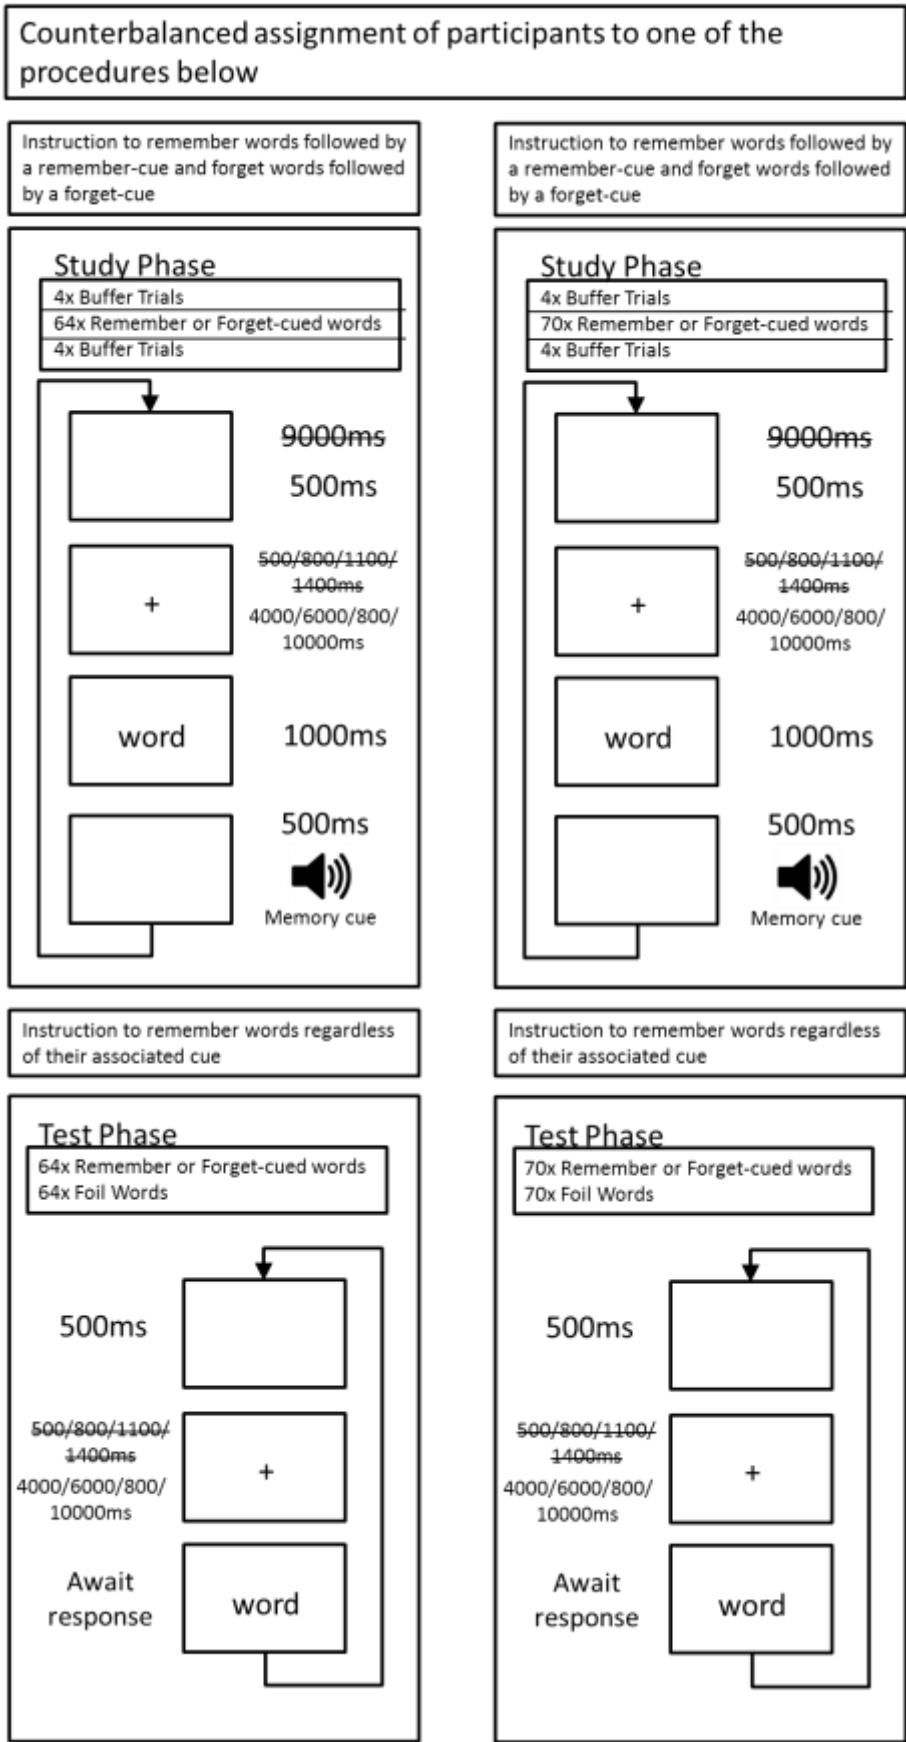 Counterbalanced assignment of participants to one of the
procedures below
Instruction to remember words followed by
a remember-cue and forget words followed
by a forget-cue
Study Phase
4x Buffer Trials
64x Remember or Forget-cued words
4x Buffer Trials
9000ms
500ms
500/800/1100/
1400ms
+
4000/6000/800/
10000ms
word
1000ms
500ms
Memory cue
Instruction to remember words regardless
of their associated cue
Test Phase
64x Remember or Forget-cued words
64x Foil Words
500ms
500/800/1100/
1400ms
+
4000/6000/800/
10000ms
Await
response
word
Instruction to remember words followed by
a remember-cue and forget words followed
by a forget-cue
Study Phase
4x Buffer Trials
70x Remember or Forget-cued words
4x Buffer Trials
9000ms
500ms
500/800/1100/
1400ms
+
4000/6000/800/
10000ms
word
1000ms
500ms
Memory cue
Instruction to remember words regardless
of their associated cue
Test Phase
70x Remember or Forget-cued words
70x Foil Words
500ms
500/800/1100/
1400ms
+
4000/6000/800/
10000ms
Await
response
word